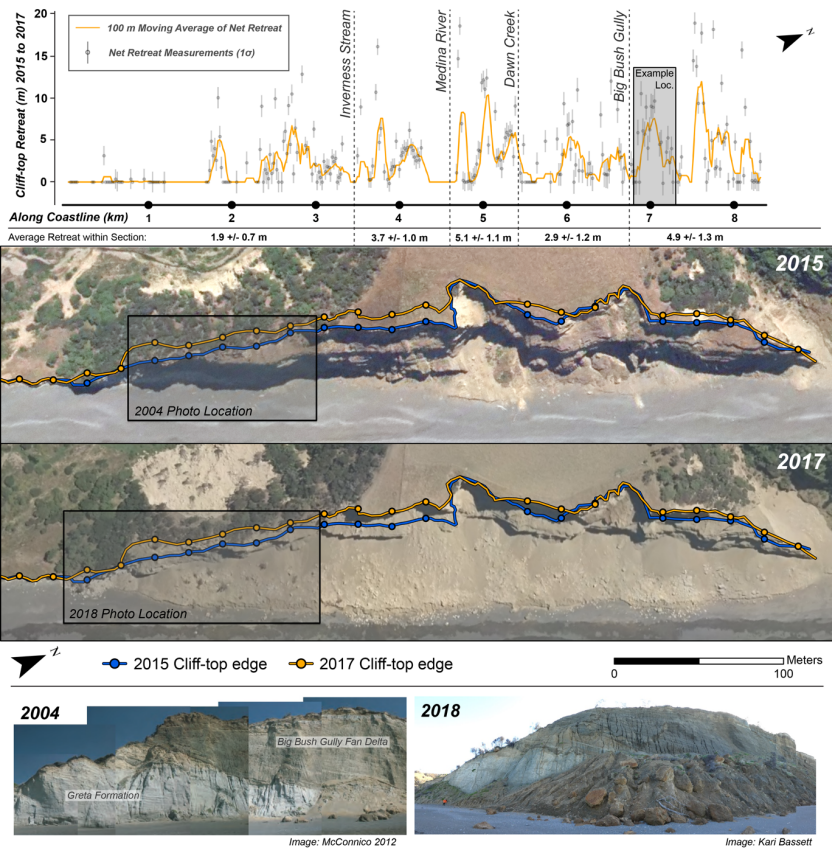 Cliff-top Retreat (m) 2015 to 2017
20
15
10
5
0
100 m Moving Average of Net Retreat
Net Retreat Measurements (1σ)
Inverness Stream
Medina River
Dawn Creek
Big Bush Gully
Example
Loc.
N
Along Coastline (km)
1 2 3 4 5 6 7 8
Average Retreat within Section: 1.9 +/- 0.7 m 3.7 +/- 1.0 m 5.1 +/- 1.1 m 2.9 +/- 1.2 m 4.9 +/- 1.3 m
2015
2004 Photo Location
2017
2018 Photo Location
N
2015 Cliff-top edge
2017 Cliff-top edge
Meters
0 100
2004
Big Bush Gully Fan Delta
Greta Formation
Image: McConnico 2012
2018
Image: Kari Bassett